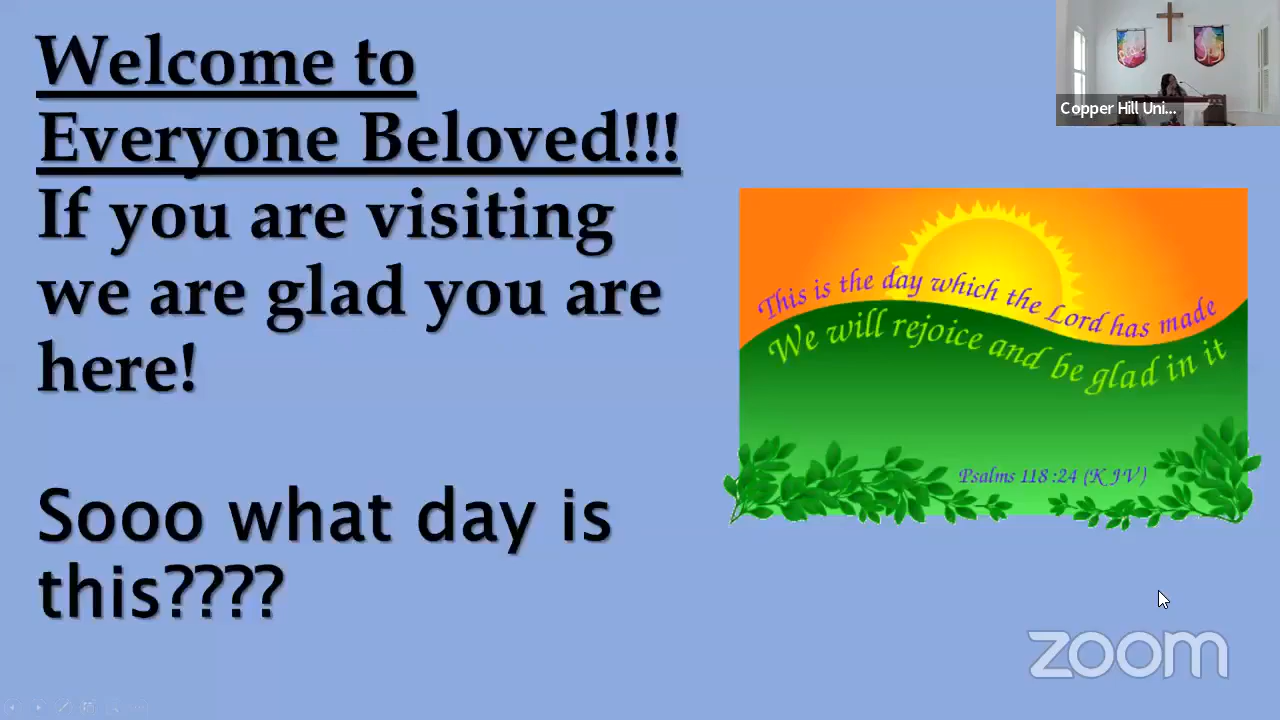 Welcome to
Everyone Beloved!!!
If you are visiting
we are glad you are
here!
Sooo what day is
this????
Copper Hill Uni...
This is the day which the Lord has made
We will rejoice and be glad in it
Psalms 118:24 (KJV)
zoom